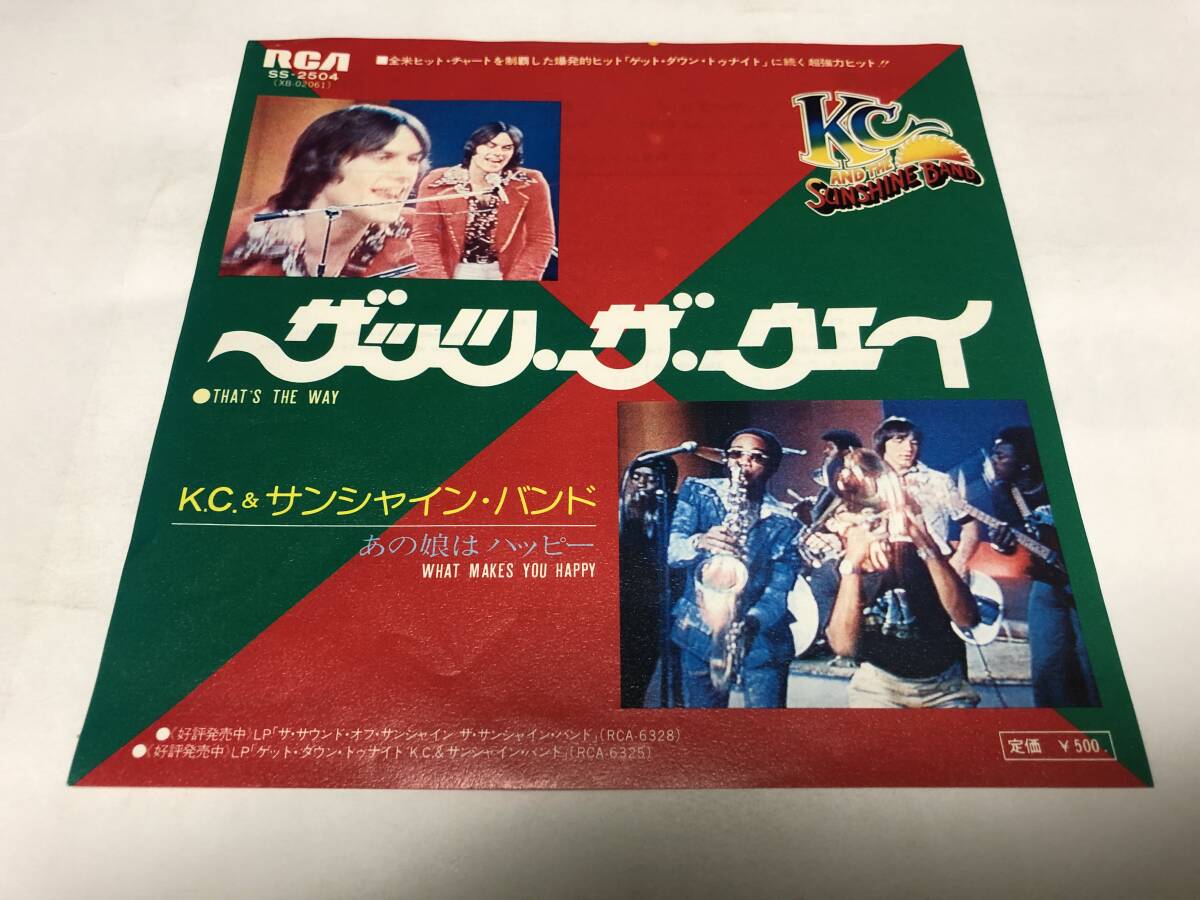 RCA
SS-2504
(XB-02061)
■全米ヒット・チャートを制覇した爆発的ヒット「ゲット・ダウン・トゥナイト」に続く超強力ヒット!!
KC
AND THE
SUNSHINE BAND
ザッツ・ザ・ウェイ
●THAT'S THE WAY
K.C.&サンシャイン・バンド
あの娘はハッピー
WHAT MAKES YOU HAPPY
●〈好評発売中〉LP「ザ・サウンド・オブ・サンシャイン ザ・サンシャイン・バンド」(RCA-6328)
●〈好評発売中〉LP「ゲット・ダウン・トゥナイト K.C.&サンシャイン・バンド」(RCA-6325)
定価 ￥500.